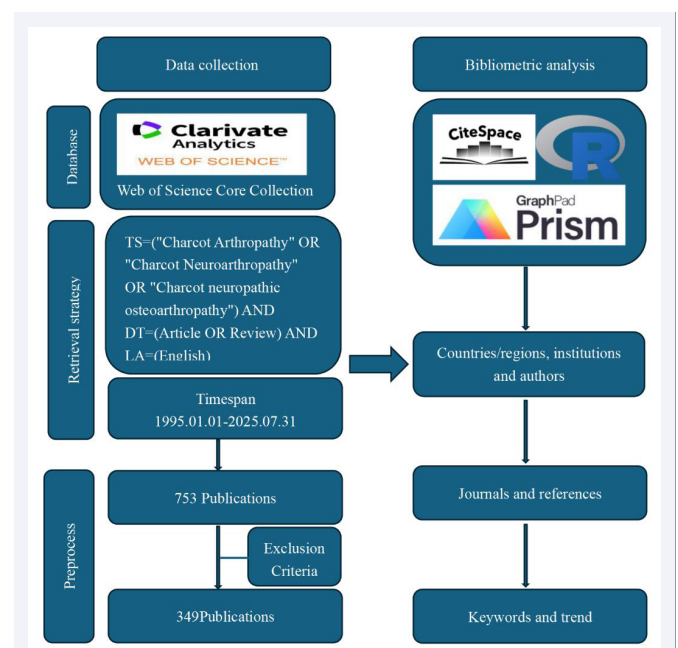 Data collection
Bibliometric analysis
Database
Clarivate
Analytics
WEB OF SCIENCE™
Web of Science Core Collection
CiteSpace
R
GraphPad
Prism
Retrieval strategy
TS=("Charcot Arthropathy" OR
"Charcot Neuroarthropathy"
OR "Charcot neuropathic
osteoarthropathy") AND
DT=(Article OR Review) AND
LA=(English)
Countries/regions, institutions
and authors
Timespan
1995.01.01-2025.07.31
Preprocess
753 Publications
Journals and references
Exclusion
Criteria
349Publications
Keywords and trend